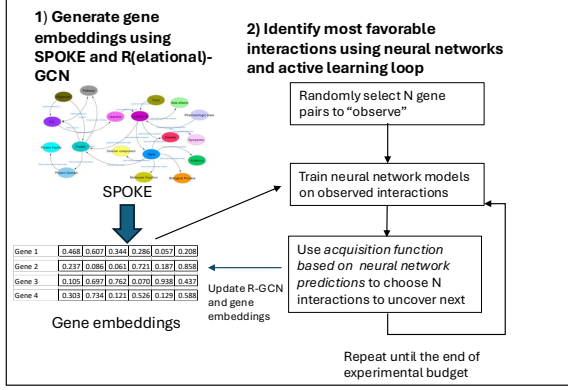 1) Generate gene
embeddings using
SPOKE and R(elational)-
GCN
SPOKE
Gene 1 0.468 0.607 0.344 0.286 0.057 0.208
Gene 2 0.237 0.086 0.061 0.721 0.187 0.858
Gene 3 0.105 0.697 0.762 0.070 0.938 0.437
Gene 4 0.303 0.734 0.121 0.526 0.129 0.588
Gene embeddings
2) Identify most favorable
interactions using neural networks
and active learning loop
Randomly select N gene
pairs to “observe”
Train neural network models
on observed interactions
Use acquisition function
based on neural network
predictions to choose N
interactions to uncover next
Update R-GCN
and gene
embeddings
Repeat until the end of
experimental budget